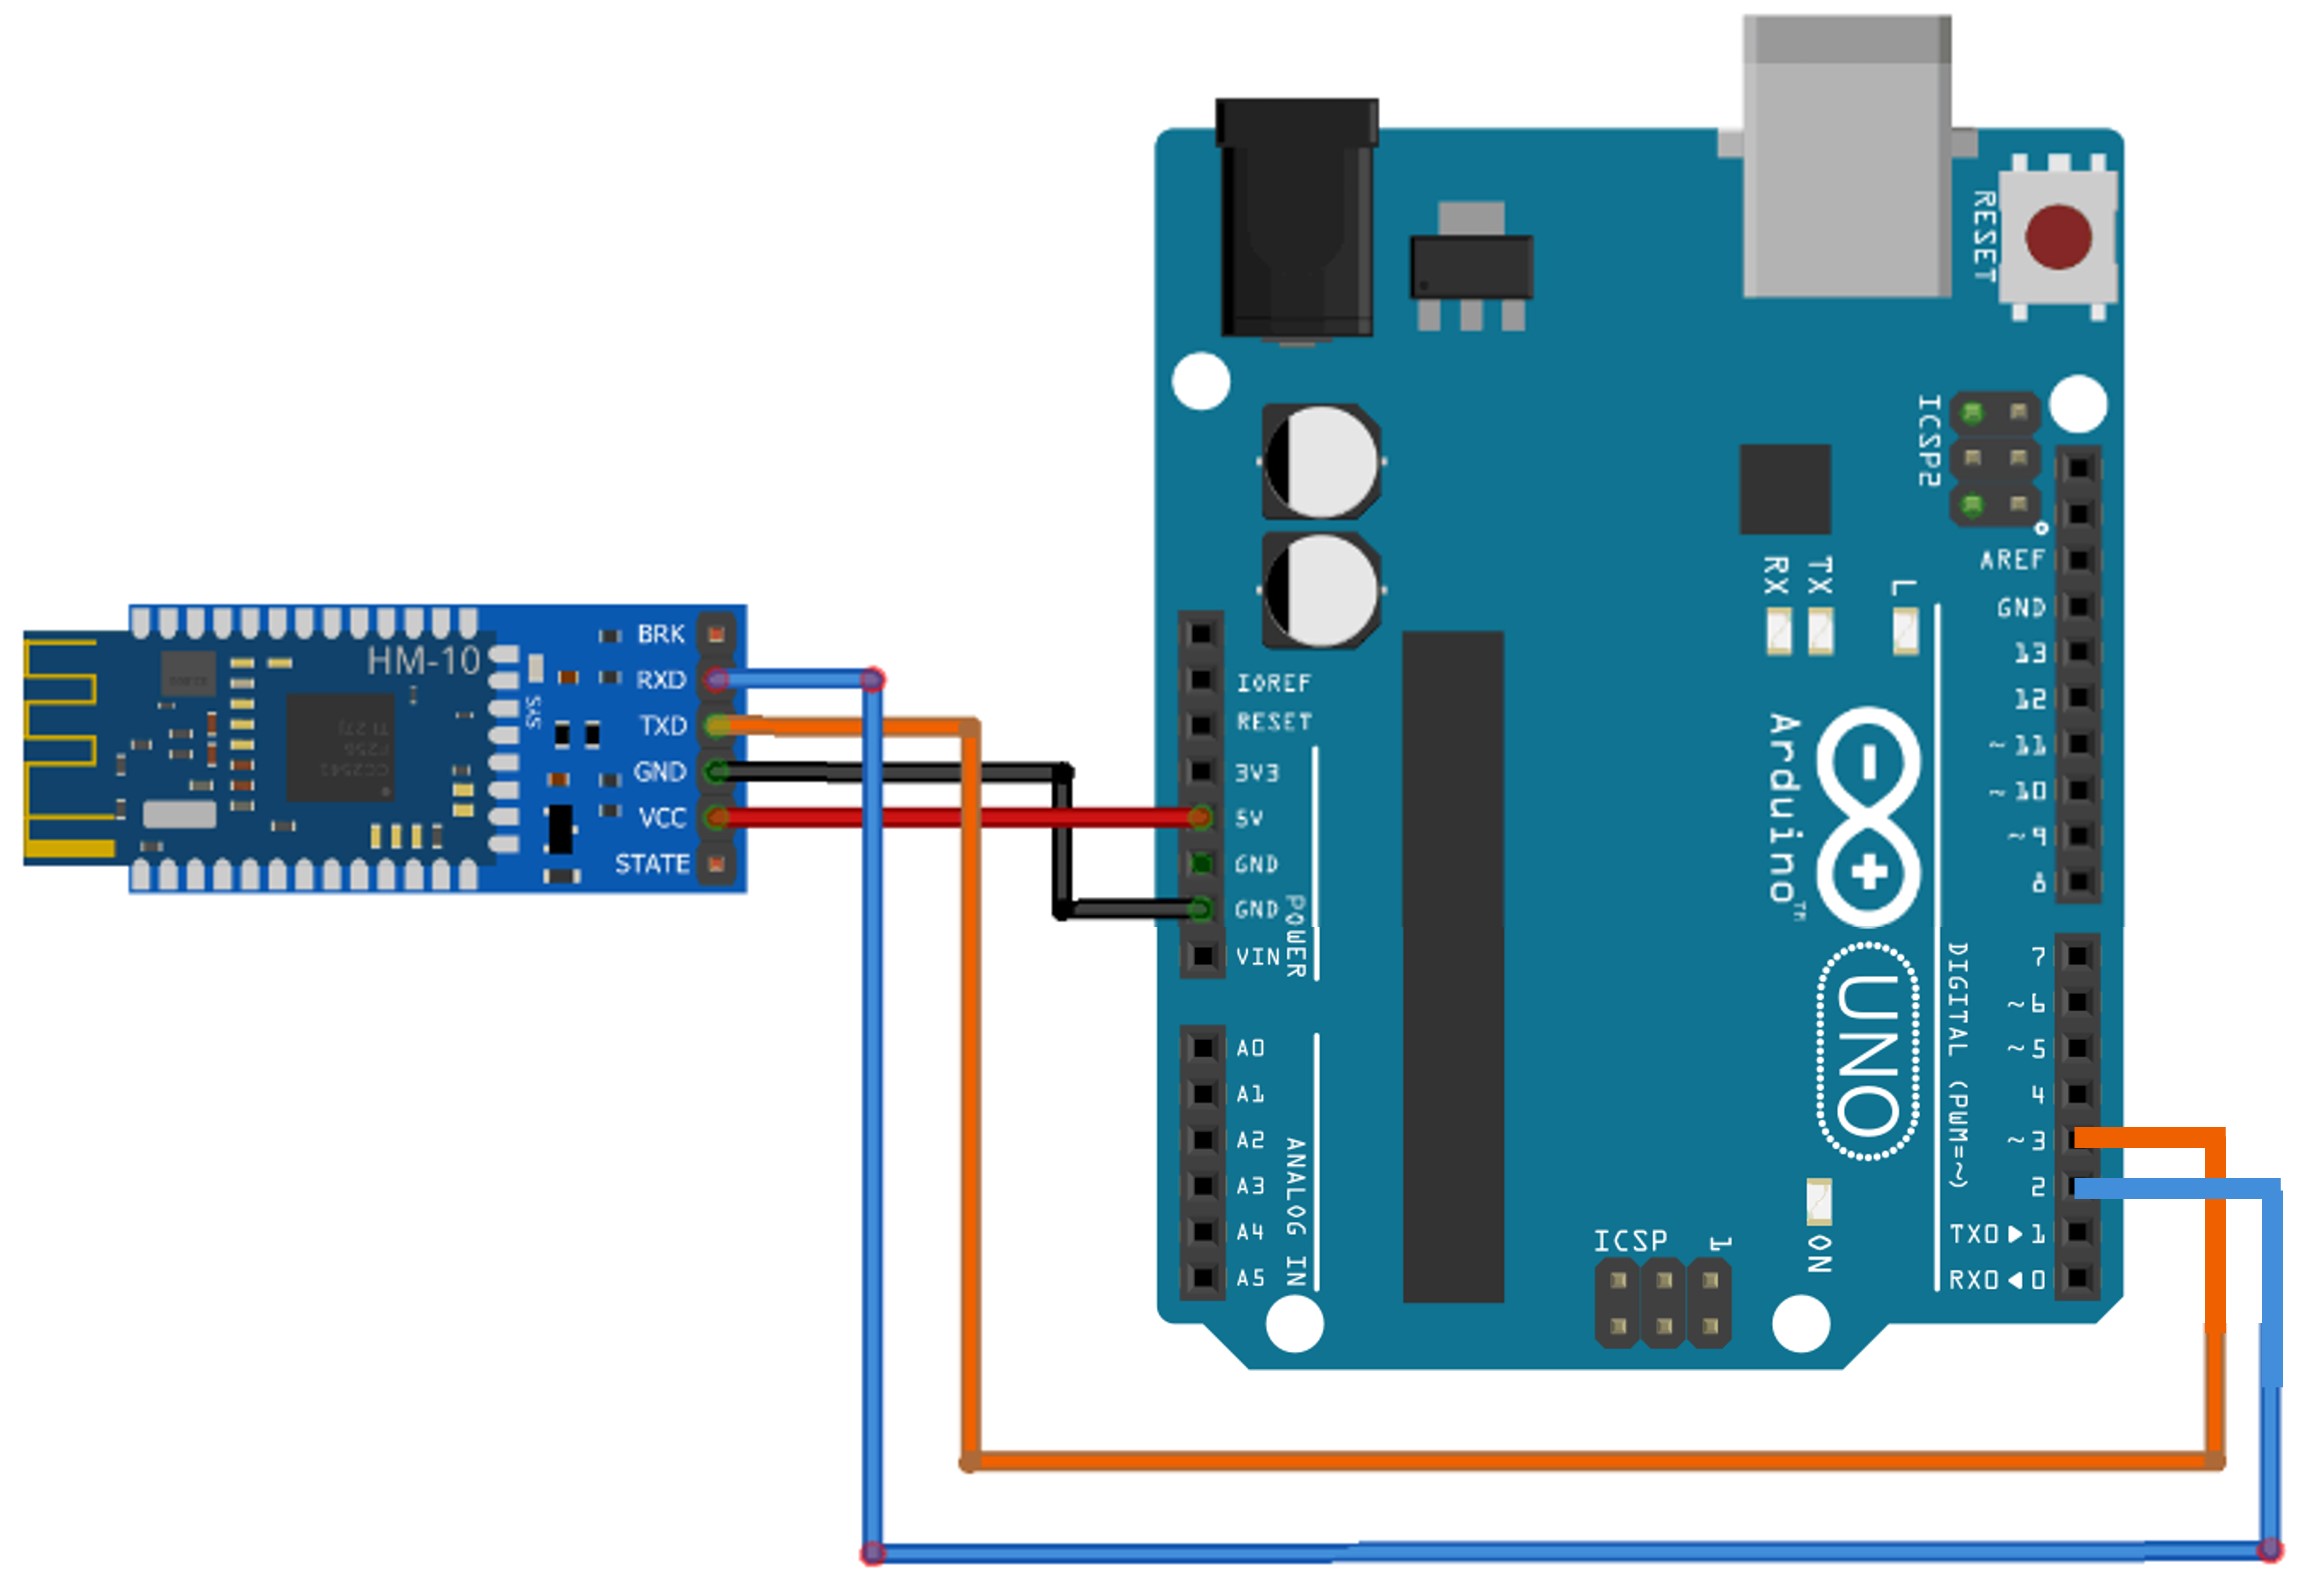 HM-10
SYS
BRK
RXD
TXD
GND
VCC
STATE
RESET
ICSP2
AREF
GND
13
12
~11
~10
~9
8
7
~6
~5
4
~3
2
TX0▶1
RX0◀0
RX
TX
L
IOREF
RESET
3V3
5V
GND
GND
VIN
POWER
A0
A1
A2
A3
A4
A5
ANALOG IN
Arduino™
UNO
DIGITAL (PWM=~)
ON
ICSP
1